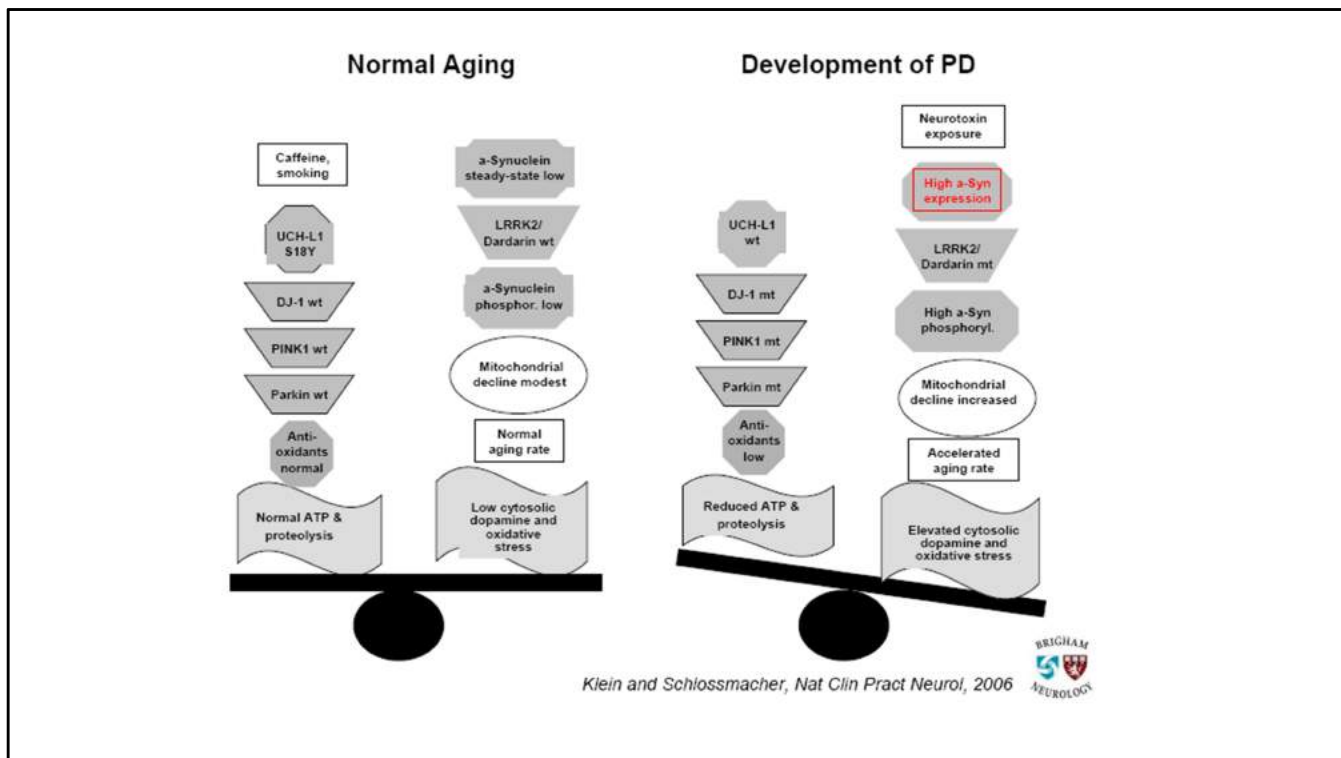 Normal Aging
Caffeine,
smoking
UCH-L1
S18Y
DJ-1 wt
PINK1 wt
Parkin wt
Anti-
oxidants
normal
Normal ATP &
proteolysis
a-Synuclein
steady-state low
LRRK2/
Dardarin wt
a-Synuclein
phosphor. low
Mitochondrial
decline modest
Normal
aging rate
Low cytosolic
dopamine and
oxidative
stress
Development of PD
UCH-L1
wt
DJ-1 mt
PINK1 mt
Parkin mt
Anti-
oxidants
low
Reduced ATP &
proteolysis
Neurotoxin
exposure
High a-Syn
expression
LRRK2/
Dardarin mt
High a-Syn
phosphoryl.
Mitochondrial
decline increased
Accelerated
aging rate
Elevated cytosolic
dopamine and
oxidative stress
Klein and Schlossmacher, Nat Clin Pract Neurol, 2006
BRIGHAM
NEUROLOGY